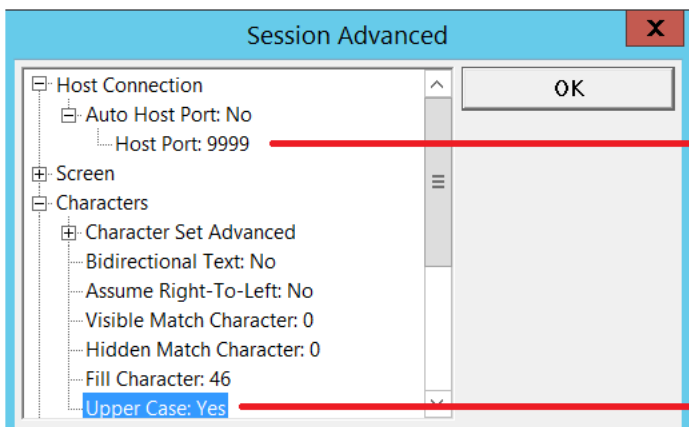 Session Advanced
X
Host Connection
OK
Auto Host Port: No
Host Port: 9999
Screen
Characters
Character Set Advanced
Bidirectional Text: No
Assume Right-To-Left: No
Visible Match Character: 0
Hidden Match Character: 0
Fill Character: 46
Upper Case: Yes